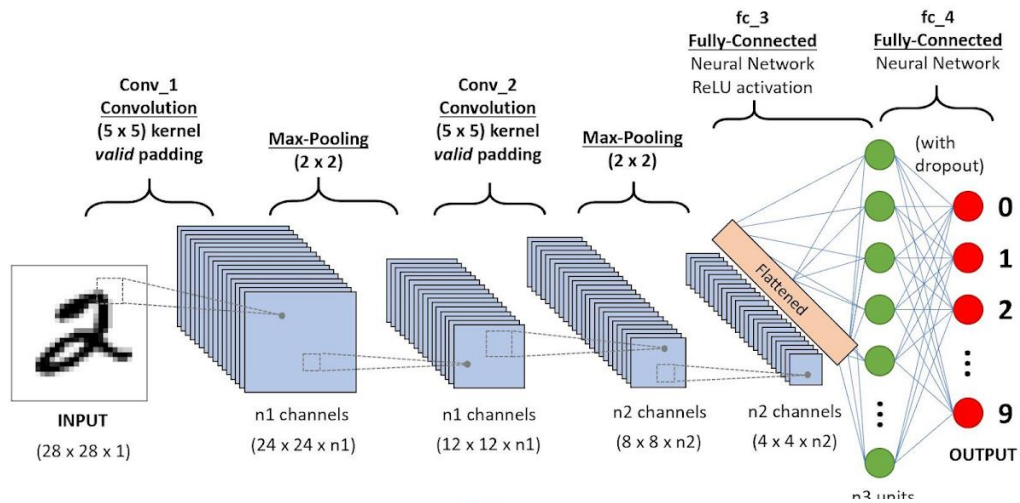 fc_3
Fully-Connected
Neural Network
ReLU activation
fc_4
Fully-Connected
Neural Network
Conv_1
Convolution
(5 x 5) kernel
valid padding
Max-Pooling
(2 x 2)
Conv_2
Convolution
(5 x 5) kernel
valid padding
Max-Pooling
(2 x 2)
(with
dropout)
Flattened
0
1
2
9
INPUT
(28 x 28 x 1)
n1 channels
(24 x 24 x n1)
n1 channels
(12 x 12 x n1)
n2 channels
(8 x 8 x n2)
n2 channels
(4 x 4 x n2)
OUTPUT
n3 units